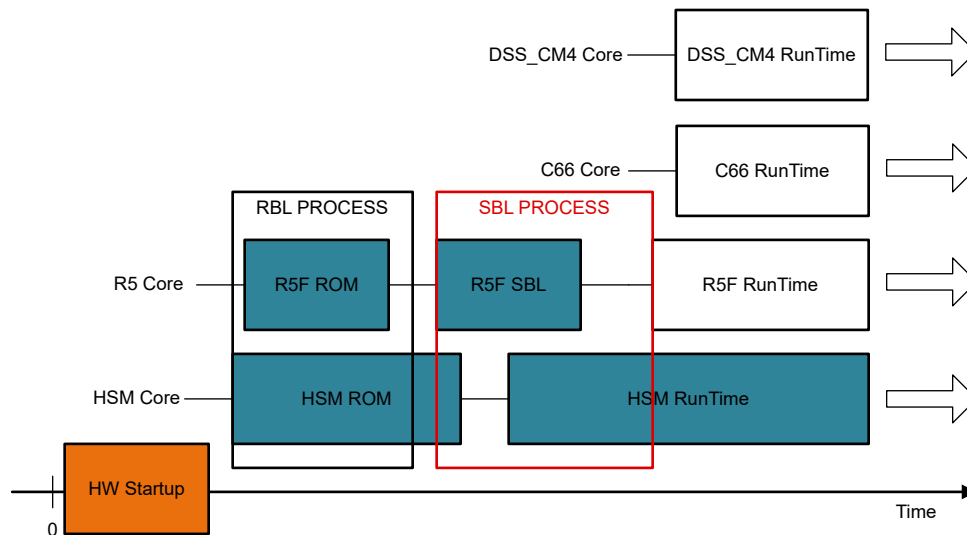 DSS_CM4 Core
DSS_CM4 RunTime
C66 Core
C66 RunTime
RBL PROCESS
SBL PROCESS
R5 Core
R5F ROM
R5F SBL
R5F RunTime
HSM Core
HSM ROM
HSM RunTime
HW Startup
0
Time